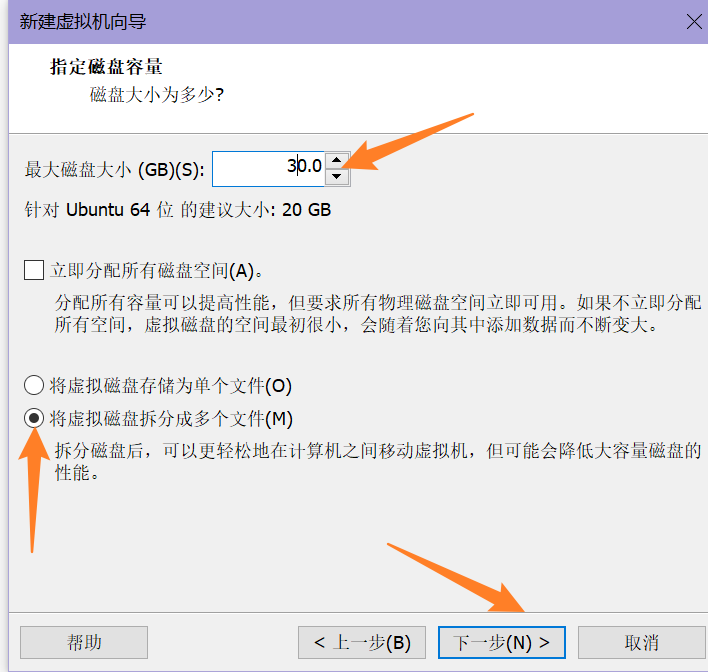 新建虚拟机向导
指定磁盘容量
磁盘大小为多少?
最大磁盘大小 (GB)(S): 30.0
针对 Ubuntu 64 位 的建议大小: 20 GB
立即分配所有磁盘空间(A)。
分配所有容量可以提高性能，但要求所有物理磁盘空间立即可用。如果不立即分配
所有空间，虚拟磁盘的空间最初很小，会随着您向其中添加数据而不断变大。
将虚拟磁盘存储为单个文件(O)
将虚拟磁盘拆分成多个文件(M)
拆分磁盘后，可以更轻松地在计算机之间移动虚拟机，但可能会降低大容量磁盘的
性能。
帮助 < 上一步(B) 下一步(N) > 取消